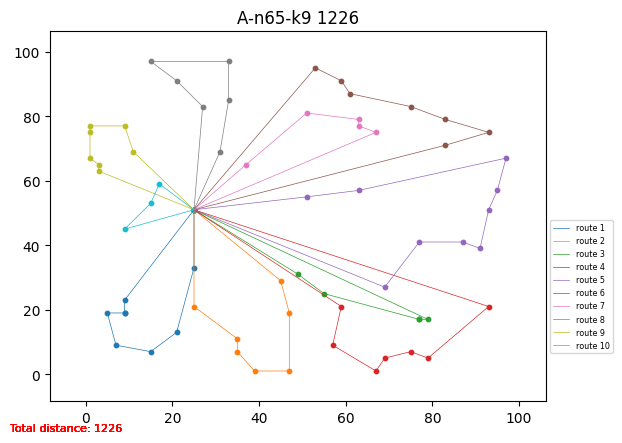 A-n65-k9 1226
100
80
60
40
20
0
0 20 40 60 80 100
route 1
route 2
route 3
route 4
route 5
route 6
route 7
route 8
route 9
route 10
Total distance: 1226